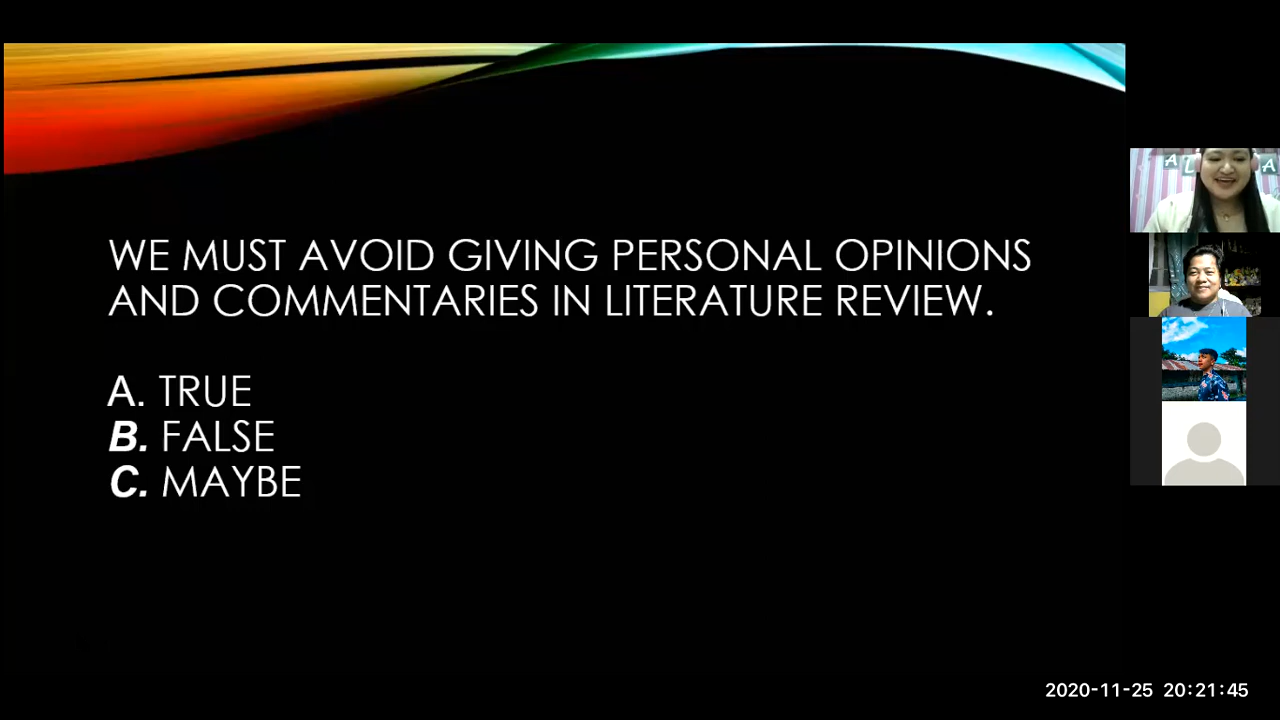 WE MUST AVOID GIVING PERSONAL OPINIONS
AND COMMENTARIES IN LITERATURE REVIEW.
A. TRUE
B. FALSE
C. MAYBE
2020-11-25 20:21:45